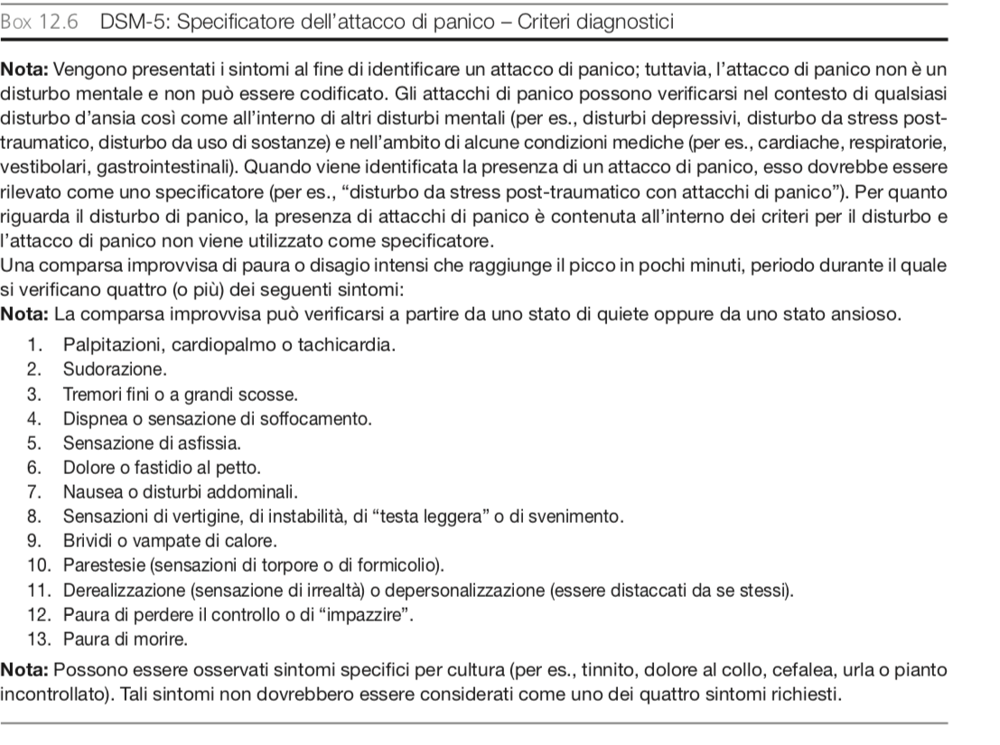 Box 12.6 DSM-5: Specificatore dell'attacco di panico – Criteri diagnostici
Nota: Vengono presentati i sintomi al fine di identificare un attacco di panico; tuttavia, l'attacco di panico non è un
disturbo mentale e non può essere codificato. Gli attacchi di panico possono verificarsi nel contesto di qualsiasi
disturbo d'ansia così come all'interno di altri disturbi mentali (per es., disturbi depressivi, disturbo da stress post-
traumatico, disturbo da uso di sostanze) e nell'ambito di alcune condizioni mediche (per es., cardiache, respiratorie,
vestibolari, gastrointestinali). Quando viene identificata la presenza di un attacco di panico, esso dovrebbe essere
rilevato come uno specificatore (per es., “disturbo da stress post-traumatico con attacchi di panico”). Per quanto
riguarda il disturbo di panico, la presenza di attacchi di panico è contenuta all'interno dei criteri per il disturbo e
l'attacco di panico non viene utilizzato come specificatore.
Una comparsa improvvisa di paura o disagio intensi che raggiunge il picco in pochi minuti, periodo durante il quale
si verificano quattro (o più) dei seguenti sintomi:
Nota: La comparsa improvvisa può verificarsi a partire da uno stato di quiete oppure da uno stato ansioso.
1. Palpitazioni, cardiopalmo o tachicardia.
2. Sudorazione.
3. Tremori fini o a grandi scosse.
4. Dispnea o sensazione di soffocamento.
5. Sensazione di asfissia.
6. Dolore o fastidio al petto.
7. Nausea o disturbi addominali.
8. Sensazioni di vertigine, di instabilità, di “testa leggera” o di svenimento.
9. Brividi o vampate di calore.
10. Parestesie (sensazioni di torpore o di formicolio).
11. Derealizzazione (sensazione di irrealtà) o depersonalizzazione (essere distaccati da se stessi).
12. Paura di perdere il controllo o di “impazzire”.
13. Paura di morire.
Nota: Possono essere osservati sintomi specifici per cultura (per es., tinnito, dolore al collo, cefalea, urla o pianto
incontrollato). Tali sintomi non dovrebbero essere considerati come uno dei quattro sintomi richiesti.